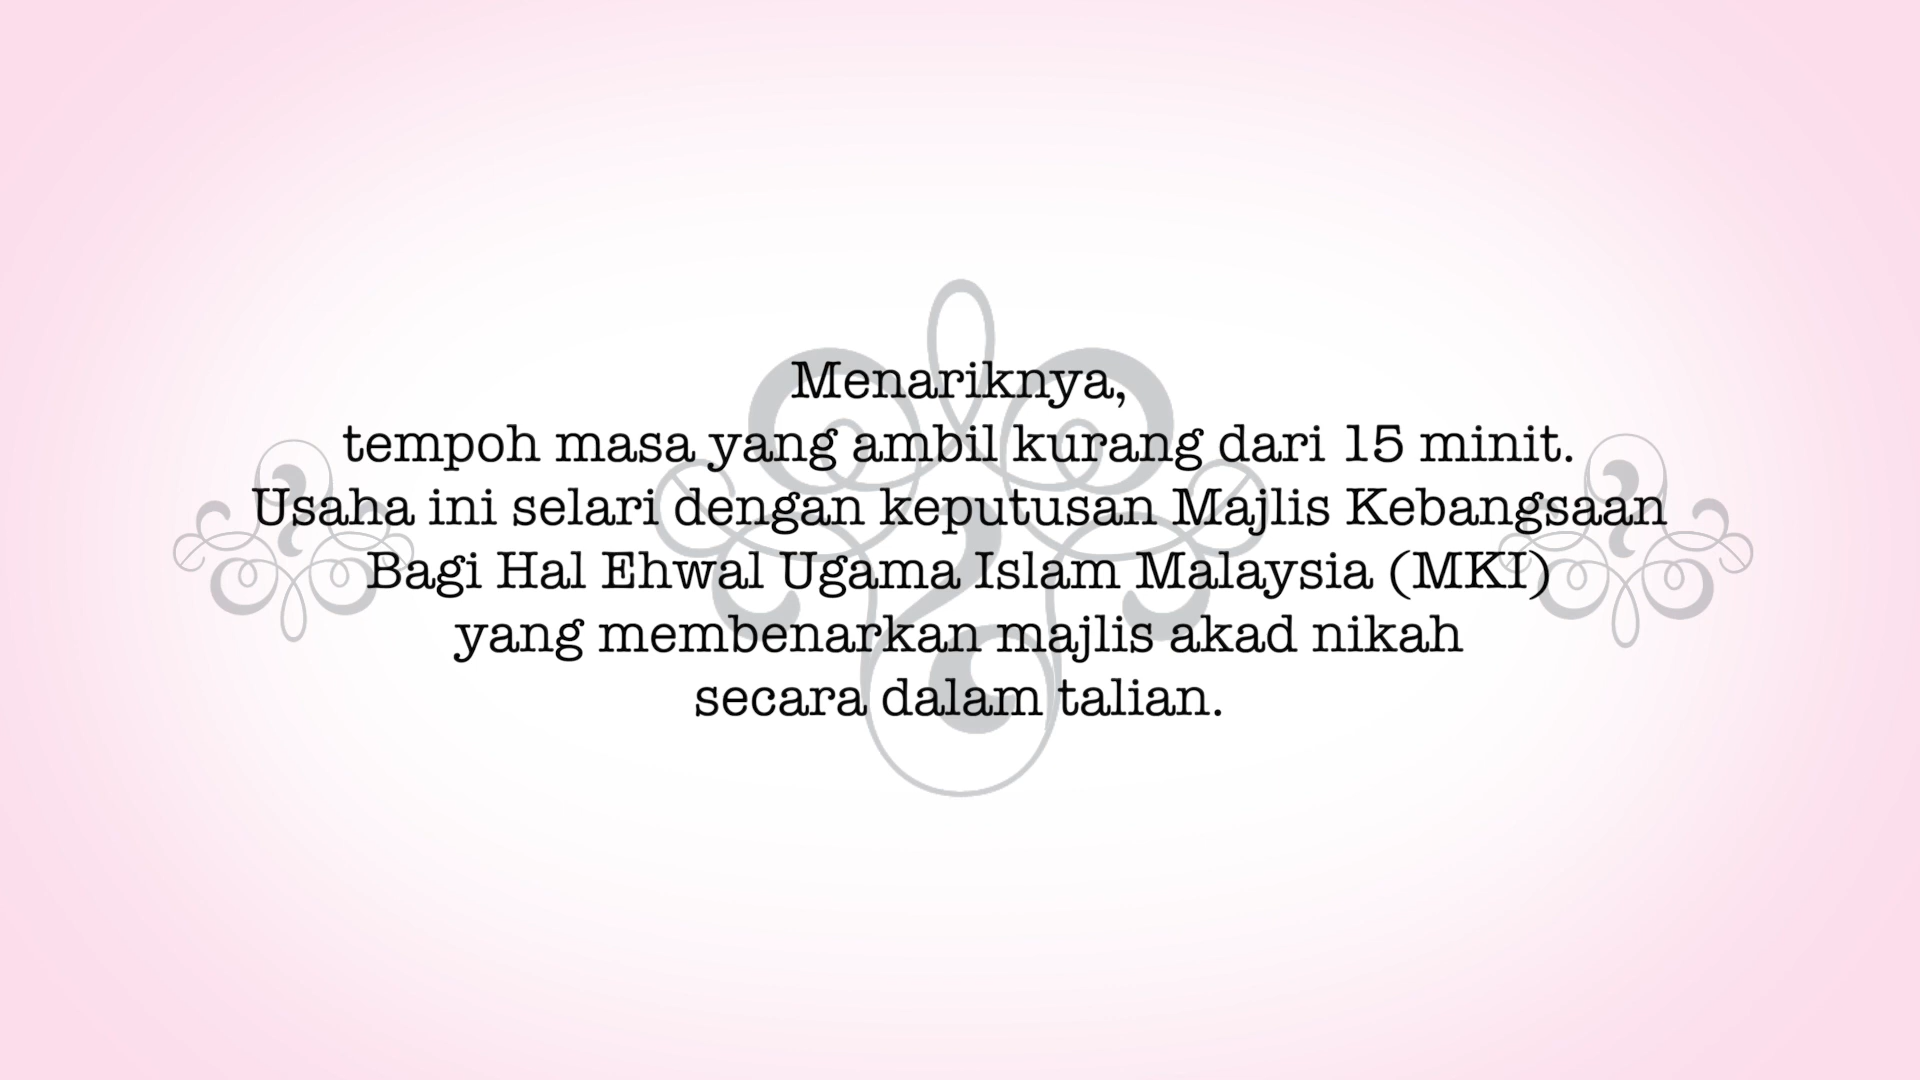 Menariknya,
tempoh masa yang ambil kurang dari 15 minit.
Usaha ini selari dengan keputusan Majlis Kebangsaan
Bagi Hal Ehwal Ugama Islam Malaysia (MKI)
yang membenarkan majlis akad nikah
secara dalam talian.